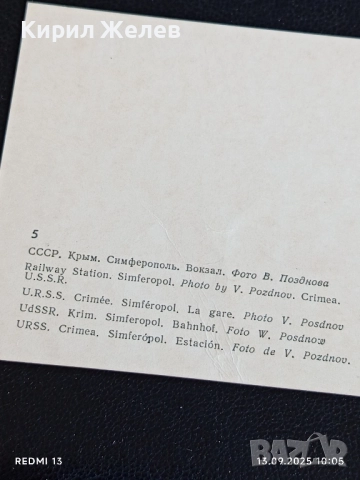 Кирил Желев
5
СССР. Крым. Симферополь. Вокзал. Фото В. Позднова
Railway Station. Simferopol. Photo by V. Pozdnov. Crimea.
U.S.S.R.
U.R.S.S. Crimée. Simféropol. La gare. Photo V. Posdnov
UdSSR. Krim. Simferopol. Bahnhof. Foto W. Posdnow
URSS. Crimea. Simferópol. Estación. Foto de V. Pozdnov.
REDMI 13
13.09.2025 10:05
BAZAR